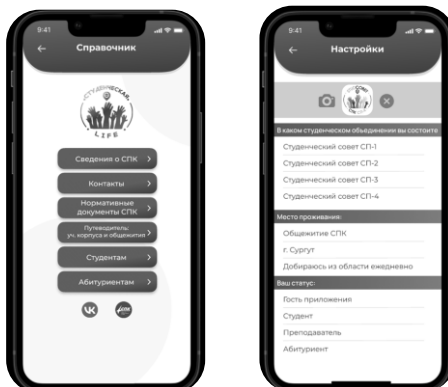 9:41
Справочник
СТУДЕНЧЕСКАЯ
LIFE
Сведения о СПК
Контакты
Нормативные
документы СПК
Путеводитель:
уч. корпуса и общежития
Студентам
Абитуриентам
9:41
Настройки
В каком студенческом объединении вы состоите:
Студенческий совет СП-1
Студенческий совет СП-2
Студенческий совет СП-3
Студенческий совет СП-4
Место проживания:
Общежитие СПК
г. Сургут
Добираюсь из области ежедневно
Ваш статус:
Гость приложения
Студент
Преподаватель
Абитуриент